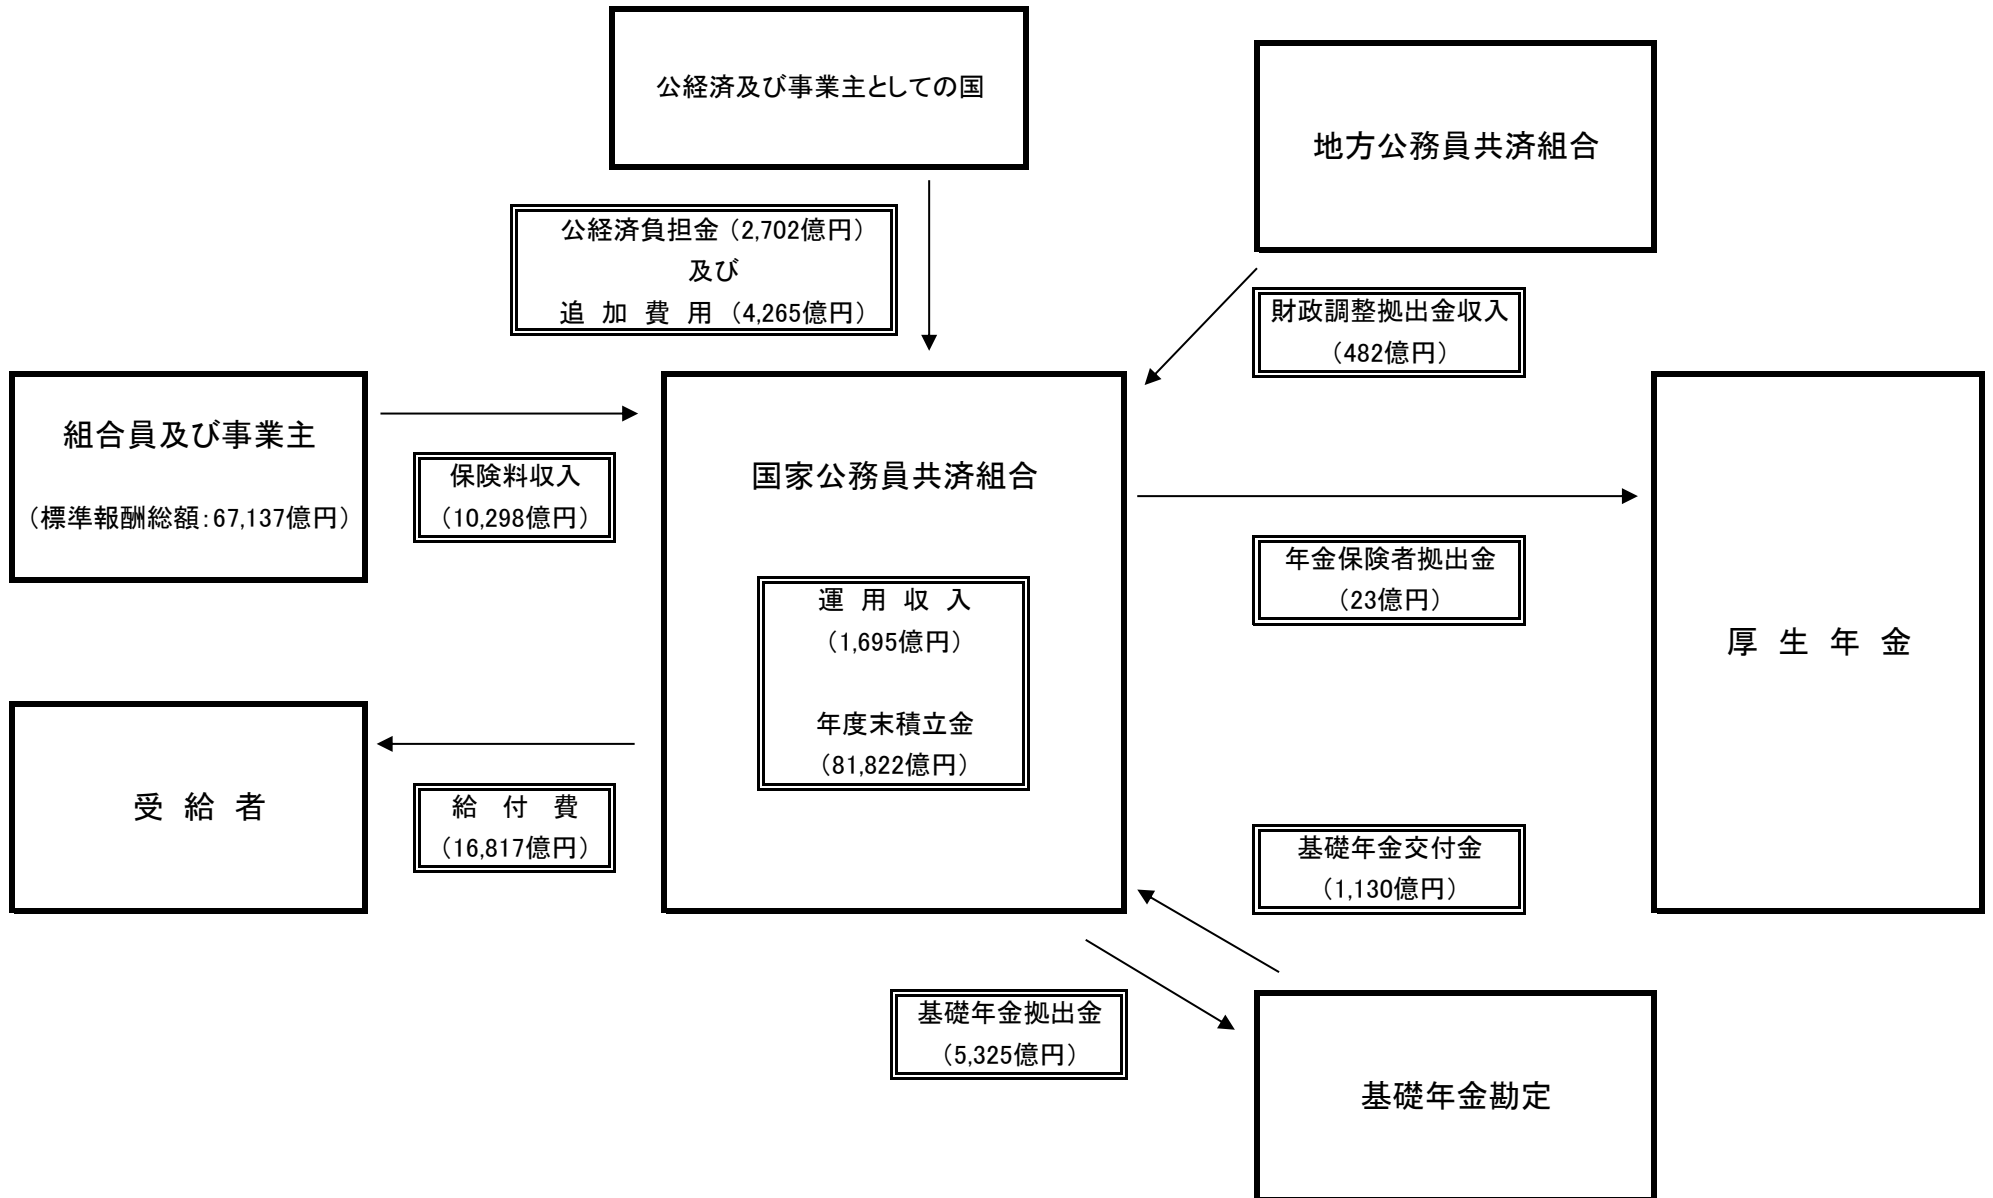 公経済及び事業主としての国
地方公務員共済組合
公経済負担金（2,702億円）
及び
追 加 費 用（4,265億円）
財政調整拠出金収入
（482億円）
組合員及び事業主
（標準報酬総額：67,137億円）
保険料収入
（10,298億円）
国家公務員共済組合
運 用 収 入
（1,695億円）
年度末積立金
（81,822億円）
年金保険者拠出金
（23億円）
厚 生 年 金
受 給 者
給 付 費
（16,817億円）
基礎年金交付金
（1,130億円）
基礎年金拠出金
（5,325億円）
基礎年金勘定